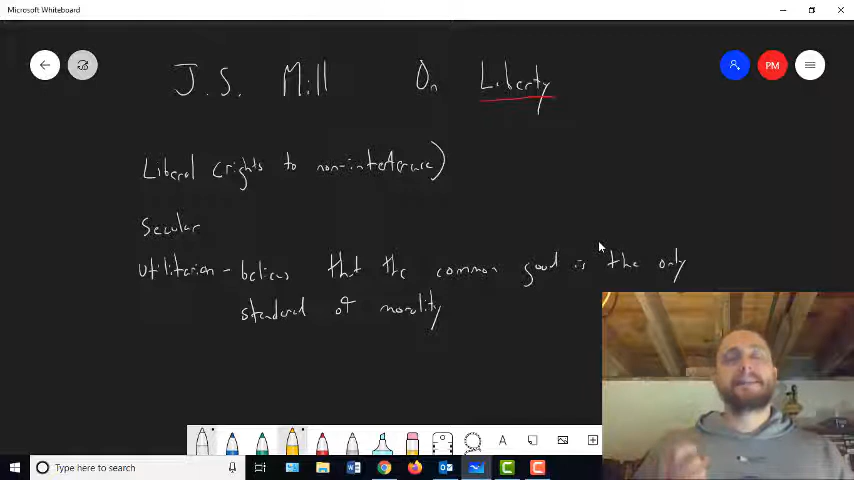 Microsoft Whiteboard
PM
J.S. Mill On Liberty
Liberal (rights to non-interference)
Secular
Utilitarian - believes that the common good is the only
standard of morality
A
Type here to search